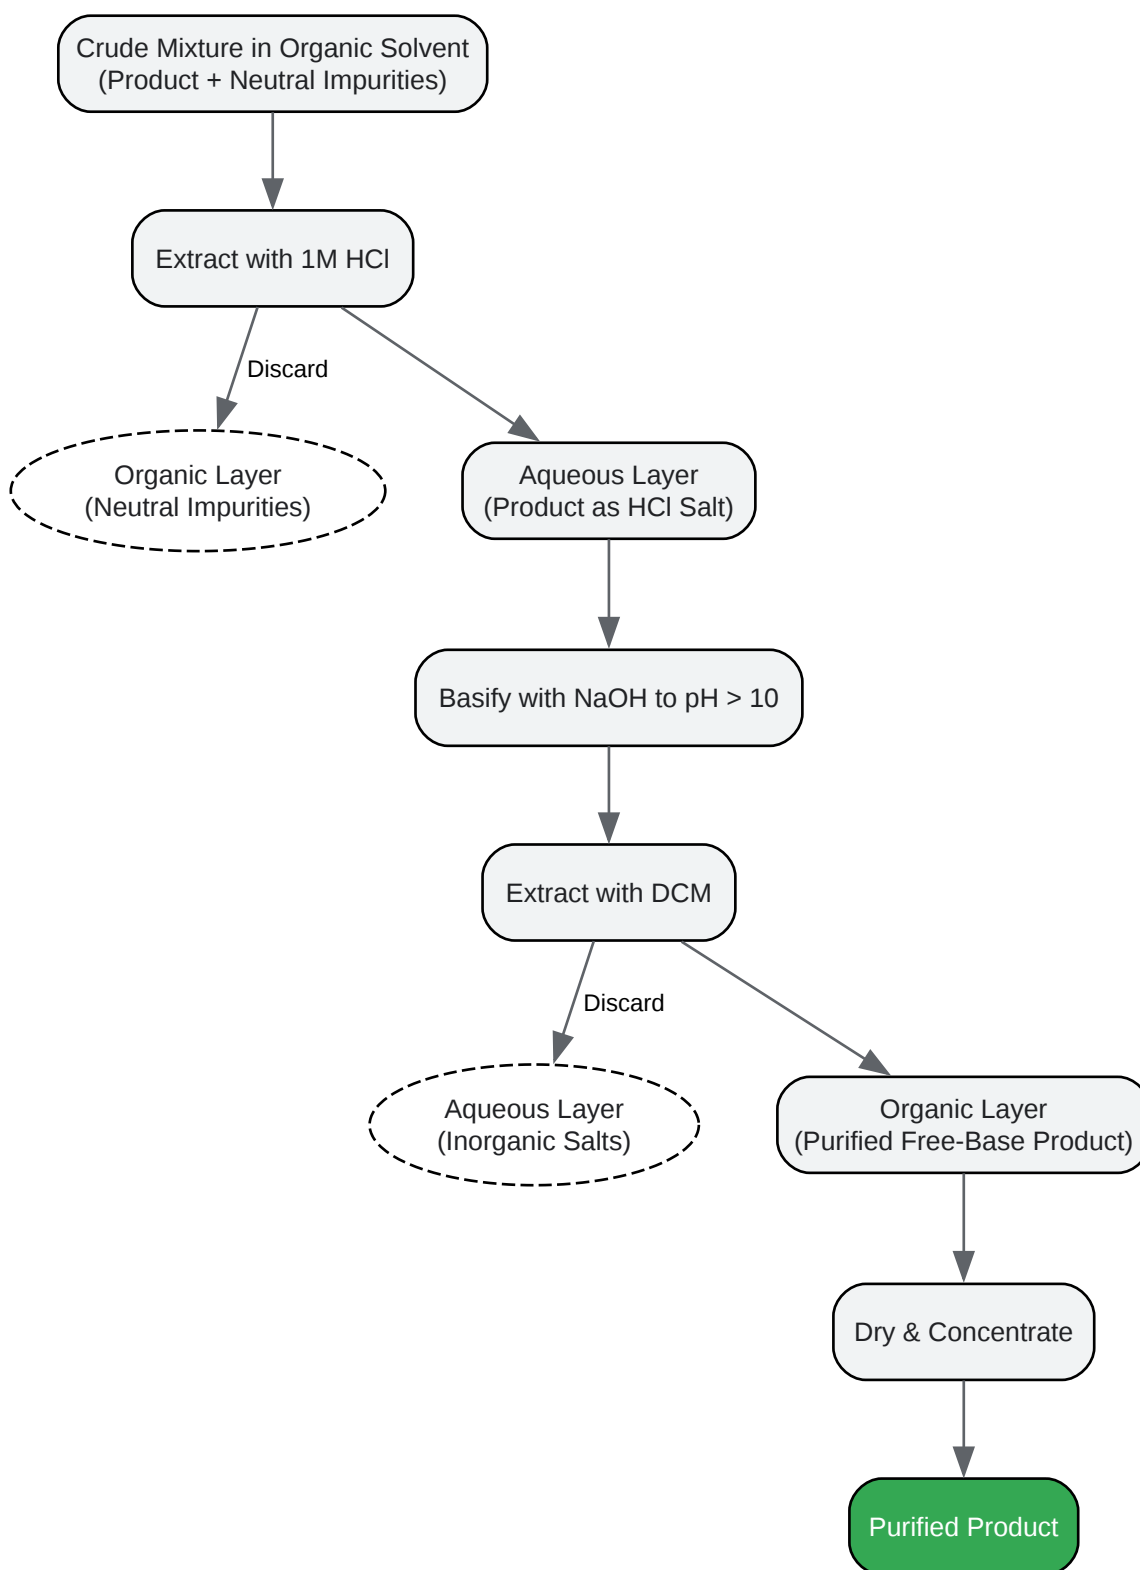 Crude Mixture in Organic Solvent
(Product + Neutral Impurities)
Extract with 1M HCl
Discard
Organic Layer
(Neutral Impurities)
Aqueous Layer
(Product as HCl Salt)
Basify with NaOH to pH > 10
Extract with DCM
Discard
Aqueous Layer
(Inorganic Salts)
Organic Layer
(Purified Free-Base Product)
Dry & Concentrate
Purified Product